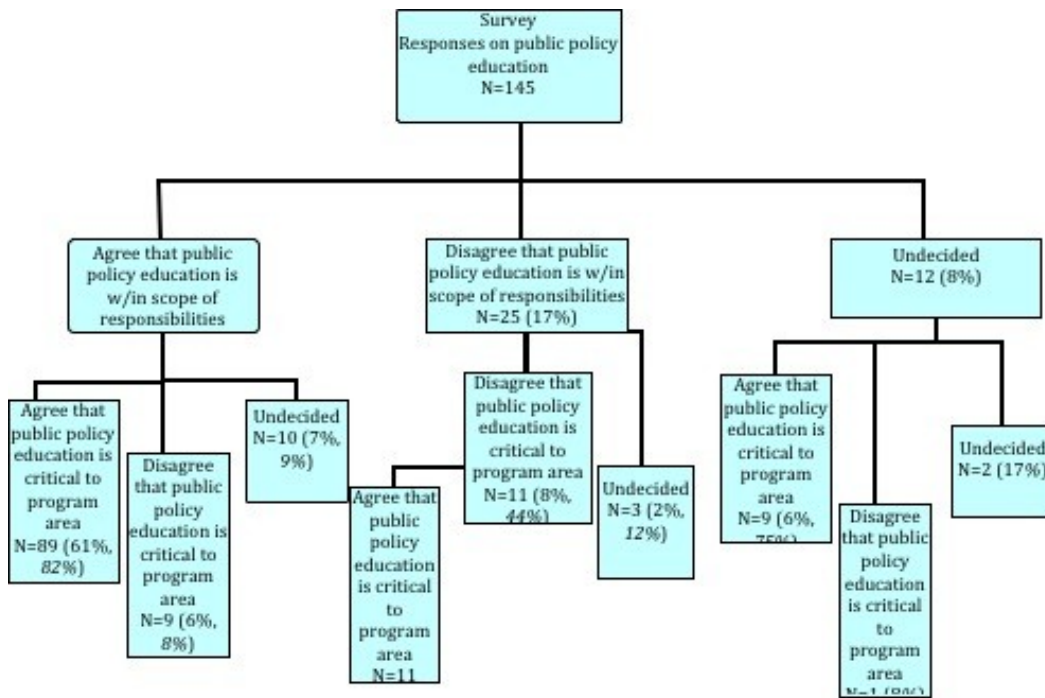 Survey
Responses on public policy
education
N=145
Agree that public
policy education is
w/in scope of
responsibilities
Disagree that public
policy education is w/in
scope of responsibilities
N=25 (17%)
Undecided
N=12 (8%)
Agree that
public policy
education is
critical to
program
area
N=89 (61%,
82%)
Disagree
that public
policy
education is
critical to
program
area
N=9 (6%,
8%)
Undecided
N=10 (7%,
9%)
Agree that
public
policy
education
is critical
to
program
area
N=11
Disagree that
public policy
education is
critical to
program area
N=11 (8%,
44%)
Undecided
N=3 (2%,
12%)
Agree that
public policy
education is
critical to
program
area
N=9 (6%,
75%)
Disagree
that public
policy
education
is critical
to
program
area
N=1 (8%)
Undecided
N=2 (17%)